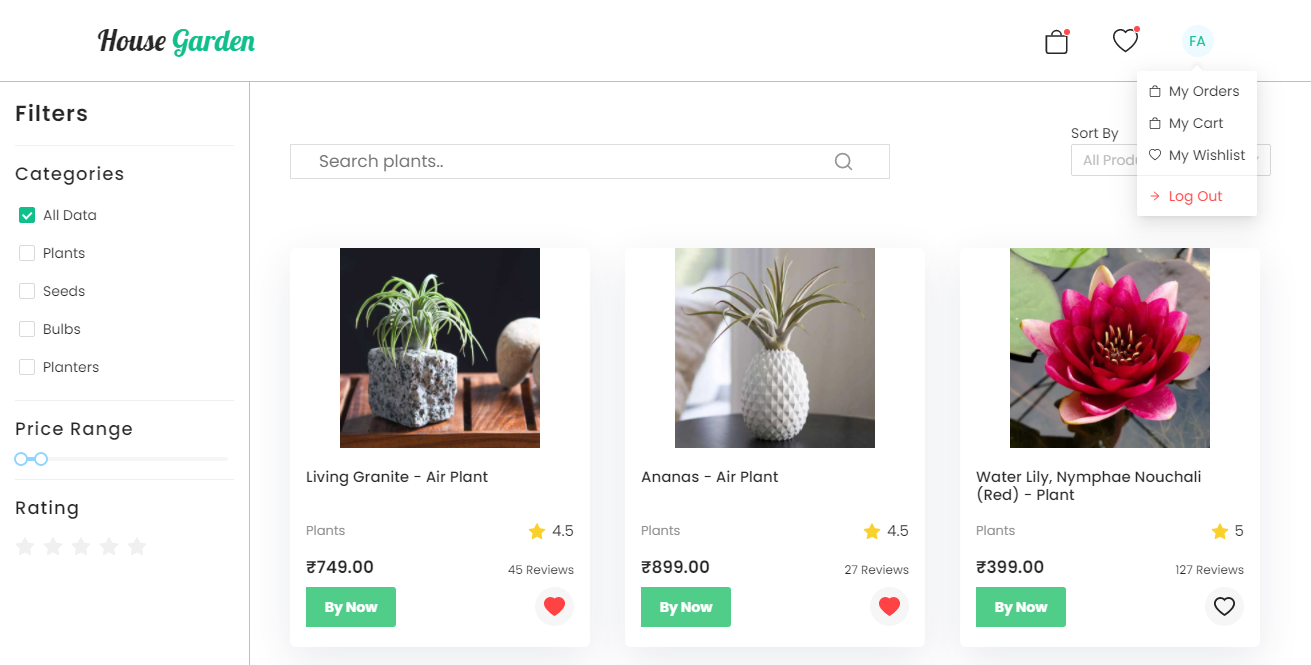 House Garden
FA
My Orders
My Cart
My Wishlist
Log Out
Filters
Categories
All Data
Plants
Seeds
Bulbs
Planters
Price Range
Rating
Search plants..
Sort By
All
Living Granite - Air Plant
Plants
4.5
₹749.00
45 Reviews
By Now
Ananas - Air Plant
Plants
4.5
₹899.00
27 Reviews
By Now
Water Lily, Nymphae Nouchali
(Red) - Plant
Plants
5
₹399.00
127 Reviews
By Now